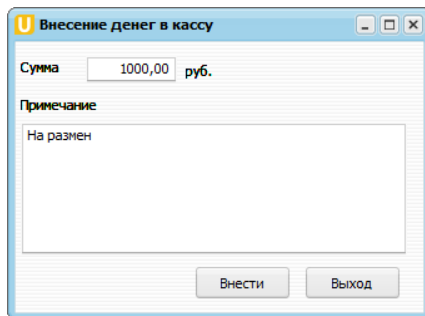 U Внесение денег в кассу
Сумма 1000,00 руб.
Примечание
На размен
Внести Выход